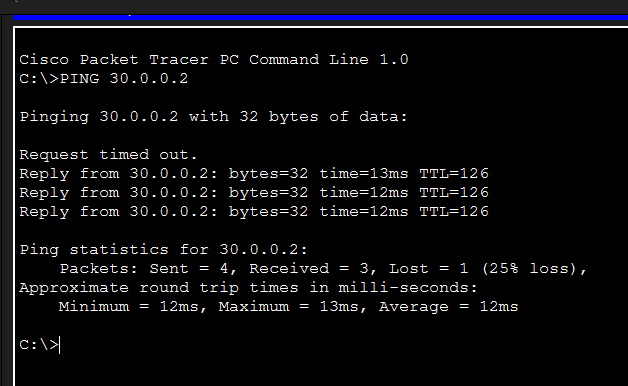 Cisco Packet Tracer PC Command Line 1.0
C:\>PING 30.0.0.2
Pinging 30.0.0.2 with 32 bytes of data:
Request timed out.
Reply from 30.0.0.2: bytes=32 time=13ms TTL=126
Reply from 30.0.0.2: bytes=32 time=12ms TTL=126
Reply from 30.0.0.2: bytes=32 time=12ms TTL=126
Ping statistics for 30.0.0.2:
    Packets: Sent = 4, Received = 3, Lost = 1 (25% loss),
Approximate round trip times in milli-seconds:
    Minimum = 12ms, Maximum = 13ms, Average = 12ms
C:\>